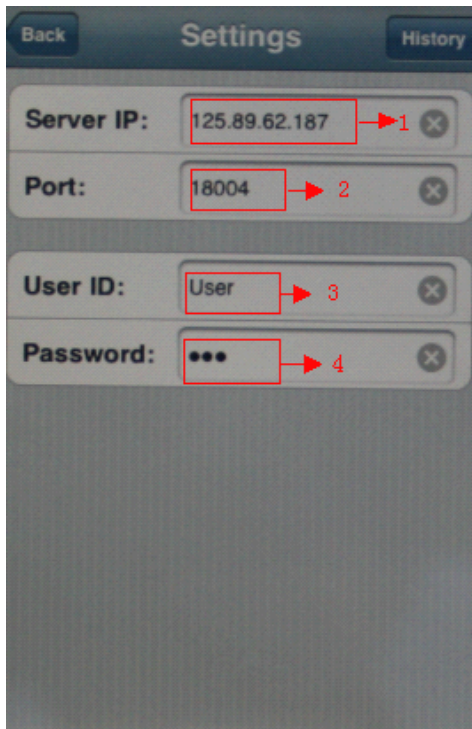 Back Settings History
Server IP: 125.89.62.187 1
Port: 18004 2
User ID: User 3
Password: ●●● 4